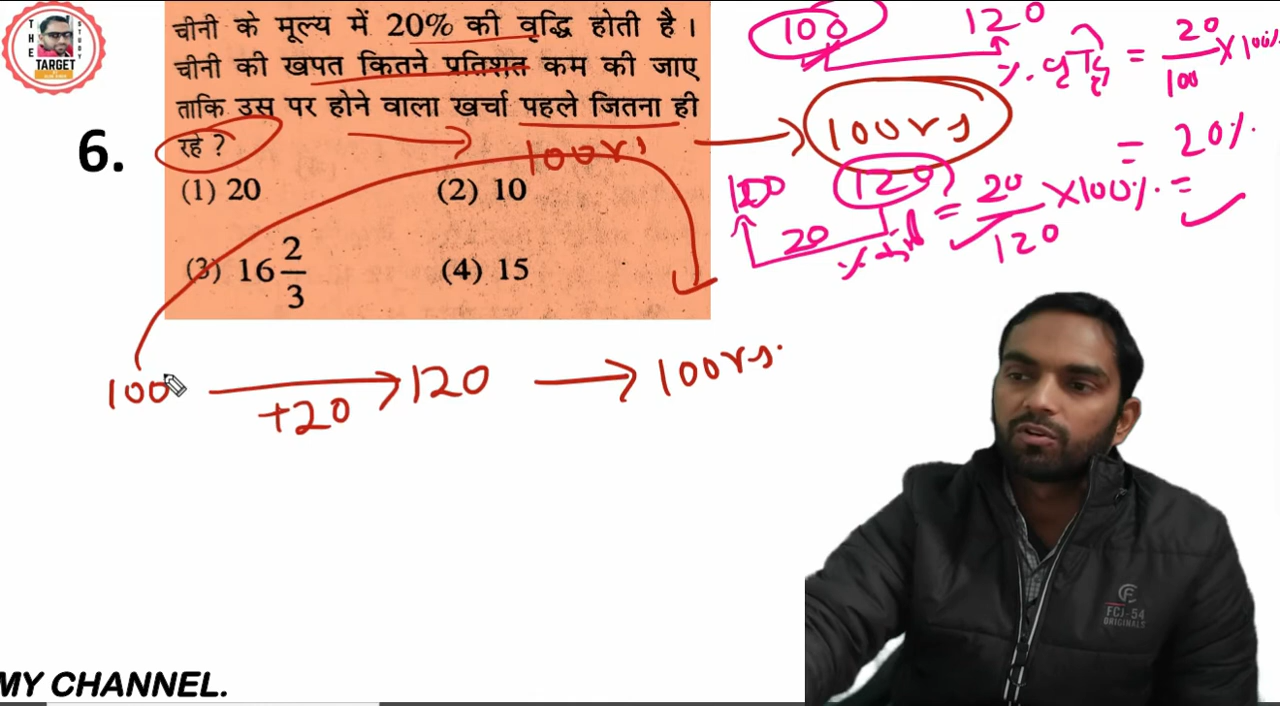 THE
STUDY
TARGET
चीनी के मूल्य में 20% की वृद्धि होती है ।
चीनी की खपत कितने प्रतिशत कम की जाए
ताकि उस पर होने वाला खर्चा पहले जितना ही
रहे ?
6.
(1) 20
(2) 10
(3) 16 2/3
(4) 15
100rs
100 120
% वृद्धि = 20/100 × 100%
= 20%
100rs
100 120
20
% कमी = 20/120 × 100% =
100 +20 120 100rs.
FCJ-54
ORIGINALS
MY CHANNEL.